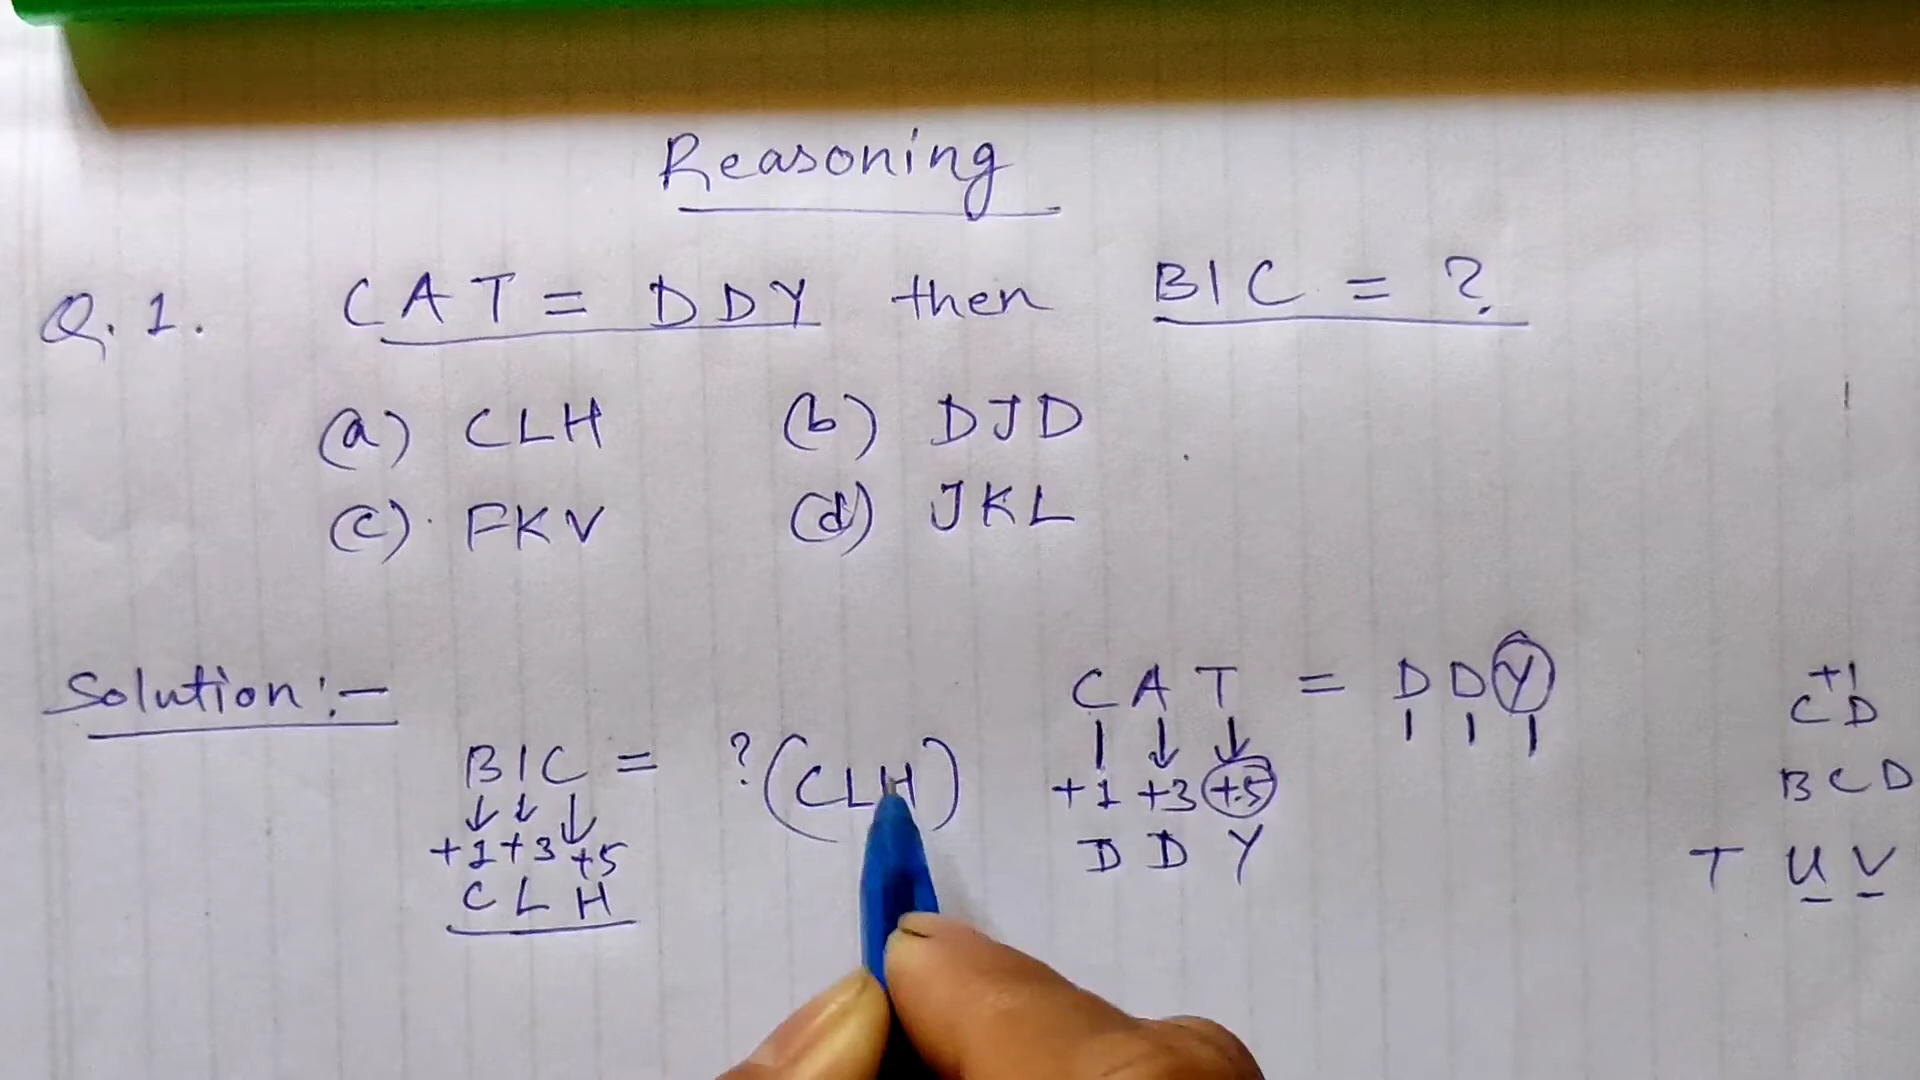 Reasoning
Q. 1. CAT = DDY then BIC = ?
(a) CLH (b) DJD
(c) FKV (d) JKL
Solution :-
CAT = DDY
+1 +3 +5
DDY
BIC = ? (CLH)
+1 +3 +5
CLH
+1
CD
BCD
T U V